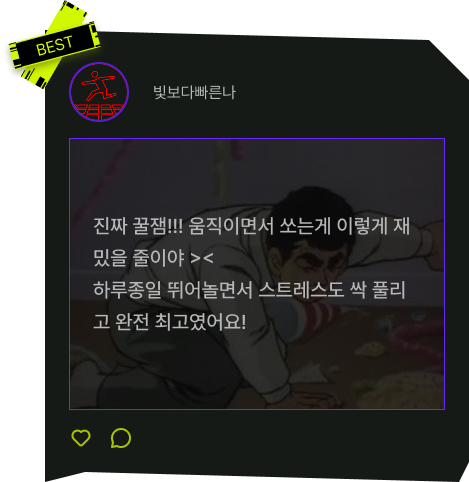 BEST
빛보다빠른나
진짜 꿀잼!!! 움직이면서 쏘는게 이렇게 재
밌을 줄이야 ><
하루종일 뛰어놀면서 스트레스도 싹 풀리
고 완전 최고였어요!